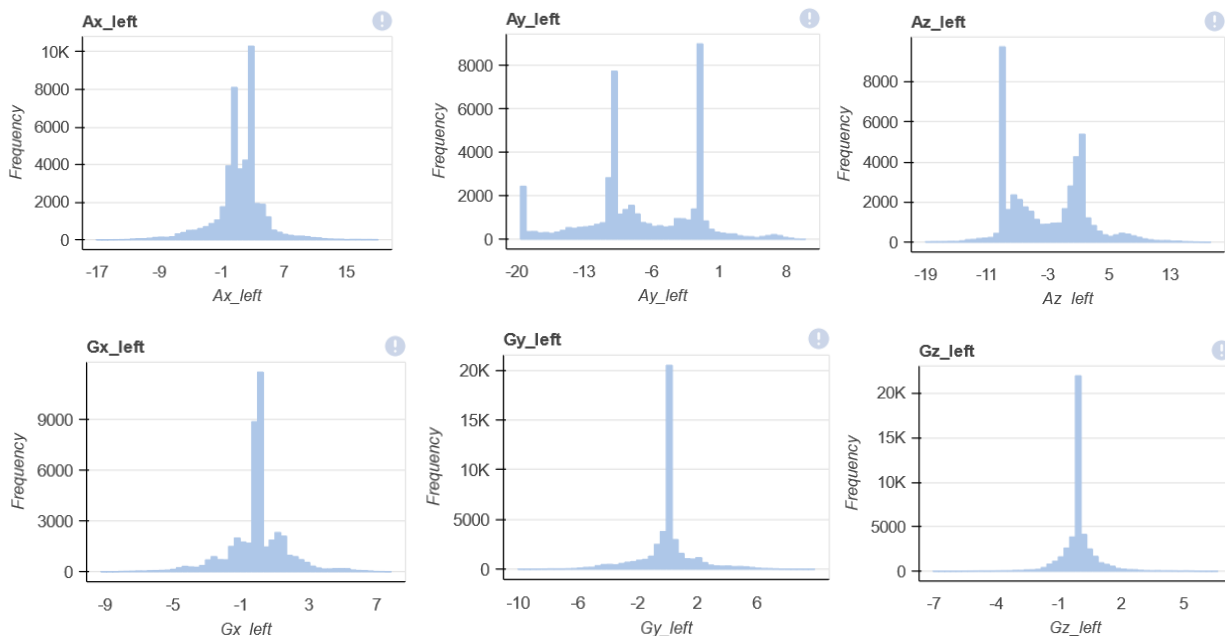 Ax_left
!
10K
8000
6000
4000
2000
0
Frequency
-17 -9 -1 7 15
Ax_left
Ay_left
!
8000
6000
4000
2000
0
Frequency
-20 -13 -6 1 8
Ay_left
Az_left
!
8000
6000
4000
2000
0
Frequency
-19 -11 -3 5 13
Az_left
Gx_left
!
9000
6000
3000
0
Frequency
-9 -5 -1 3 7
Gx_left
Gy_left
!
20K
15K
10K
5000
0
Frequency
-10 -6 -2 2 6
Gy_left
Gz_left
!
20K
15K
10K
5000
0
Frequency
-7 -4 -1 2 5
Gz_left